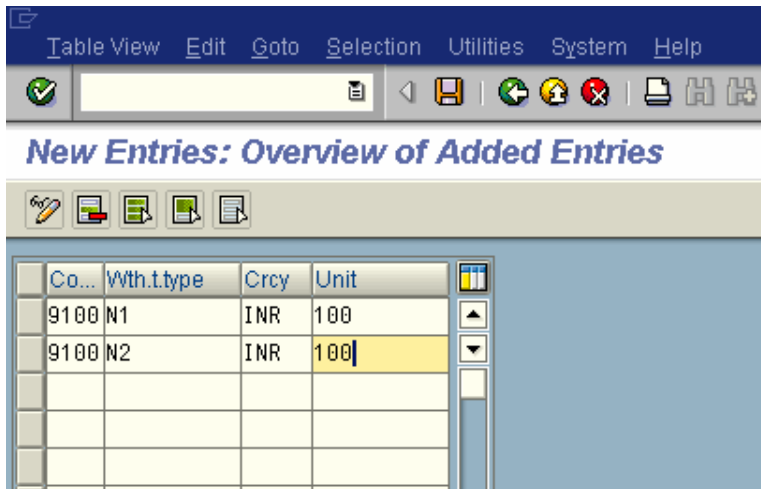 Table View Edit Goto Selection Utilities System Help
New Entries: Overview of Added Entries
Co... Wth.t.type Crcy Unit
9100 N1 INR 100
9100 N2 INR 100